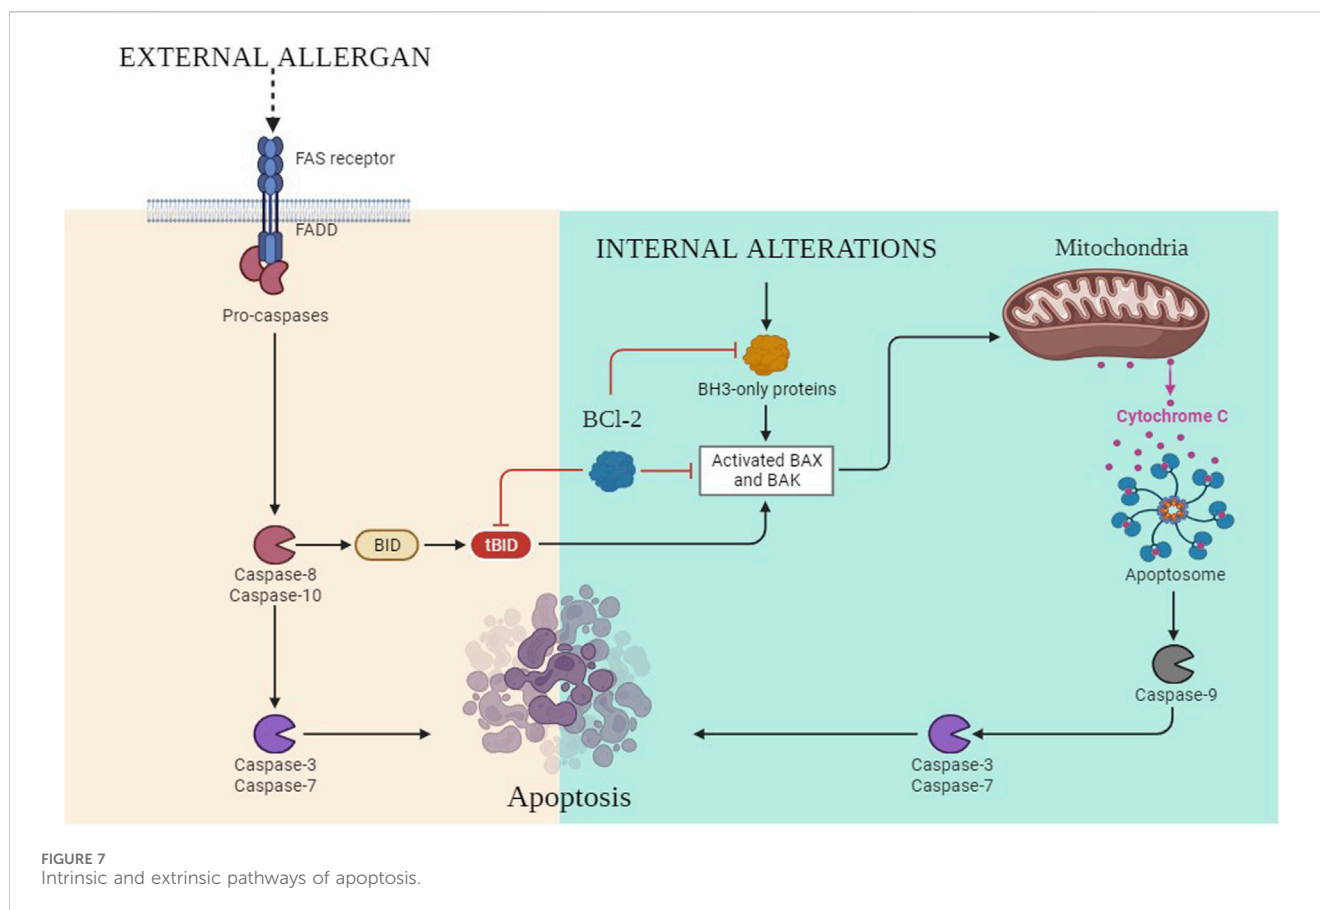 EXTERNAL ALLERGAN
FAS receptor
FADD
Pro-caspases
Caspase-8
Caspase-10
BID
tBID
Caspase-3
Caspase-7
INTERNAL ALTERATIONS
BH3-only proteins
BCl-2
Activated BAX
and BAK
Mitochondria
Cytochrome C
Apoptosome
Caspase-9
Caspase-3
Caspase-7
Apoptosis
FIGURE 7
Intrinsic and extrinsic pathways of apoptosis.